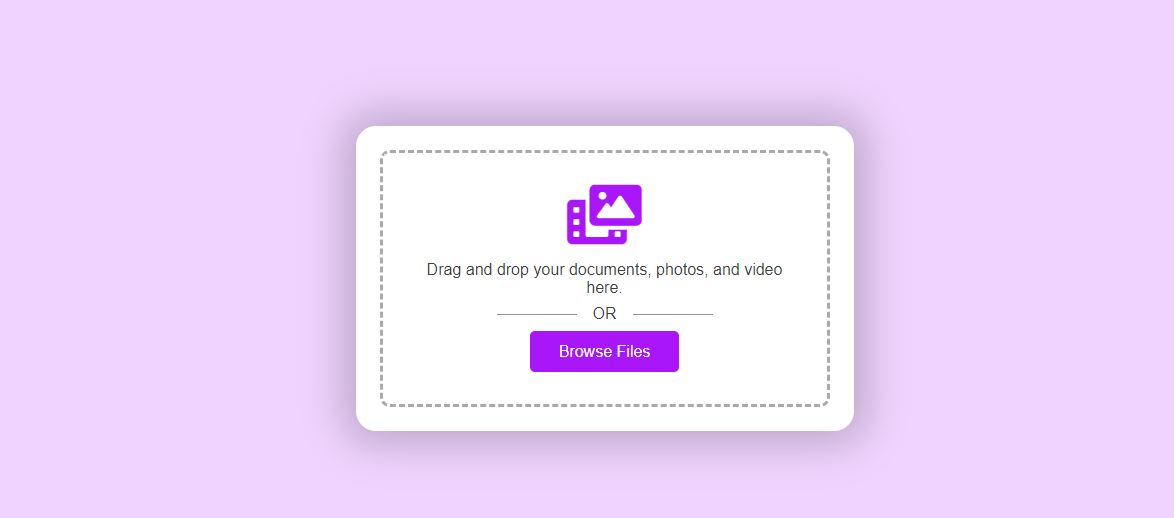 Drag and drop your documents, photos, and video
here.
OR
Browse Files